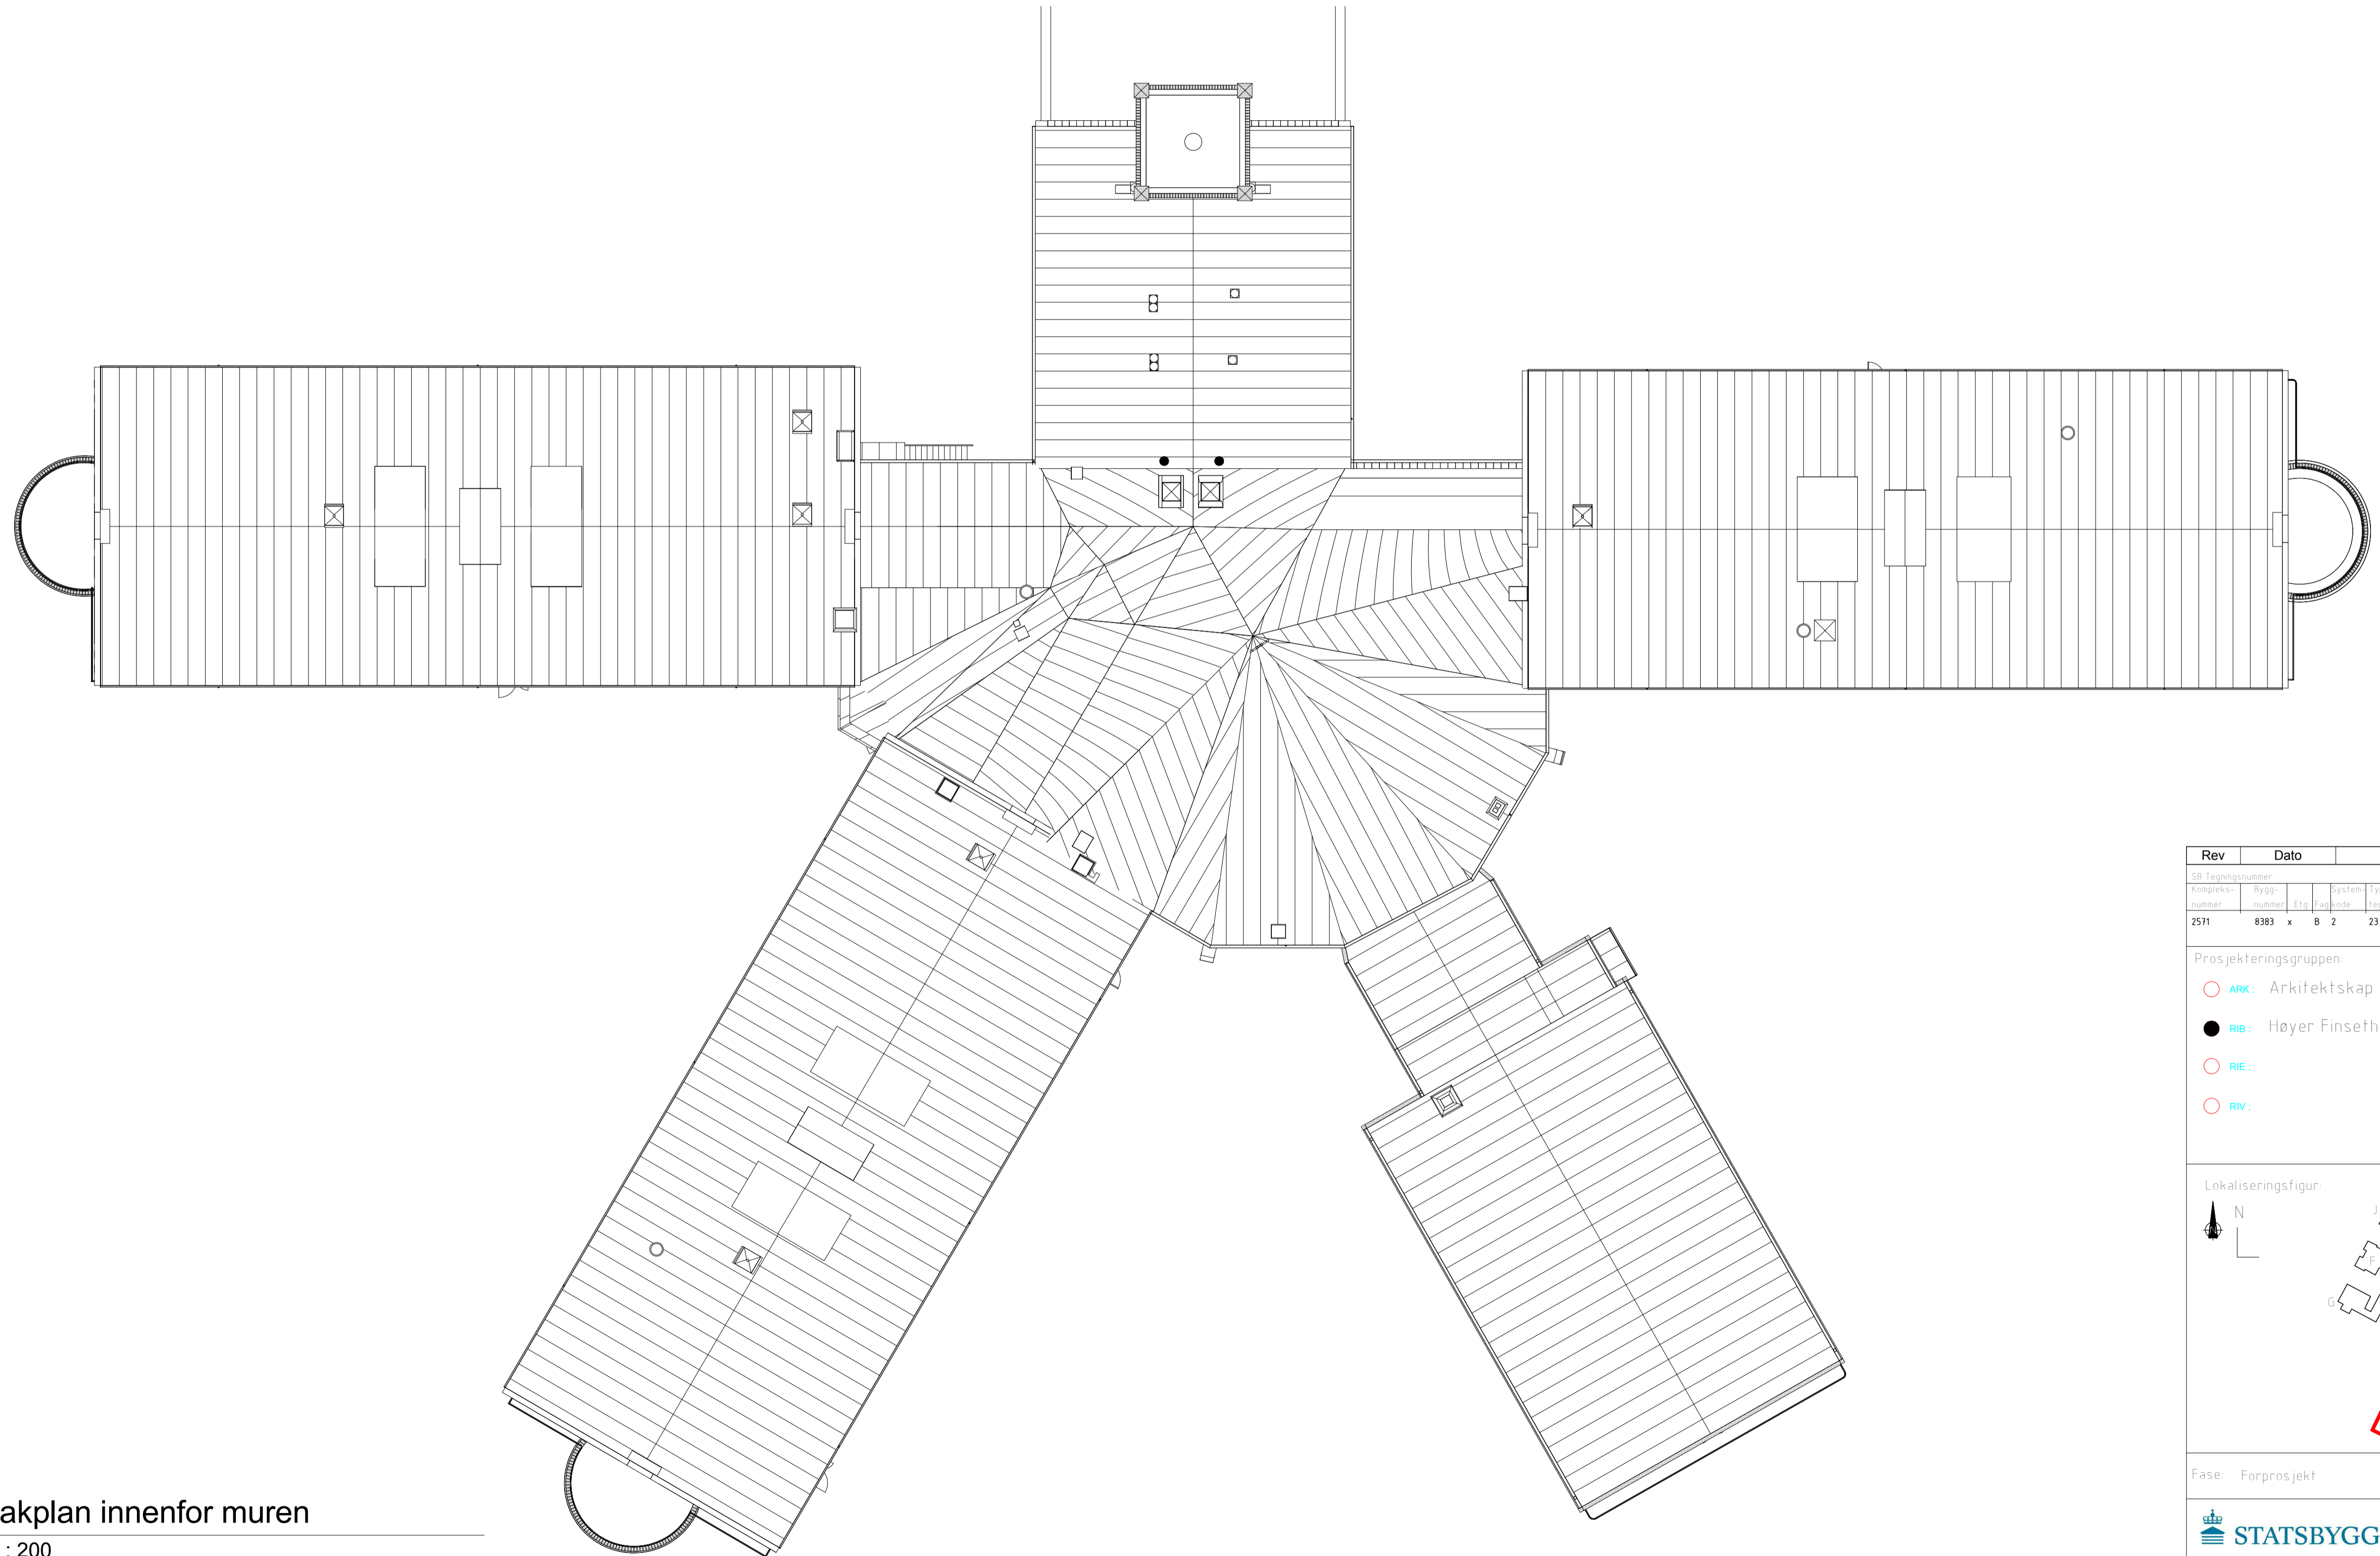 akplan innenfor muren
: 200
Rev Dato
SB Tegningsnummer
Kompleks- Bygg- System-
nummer nummer Etg Fag kode
2571 8383 x B 2 23
Prosjekteringsgruppen:
ARK : Arkitektskap
RIB : Høyer Finseth
RIE :
RIV :
Lokaliseringsfigur:
N
J
F
G
Fase: Forprosjekt
STATSBYGG